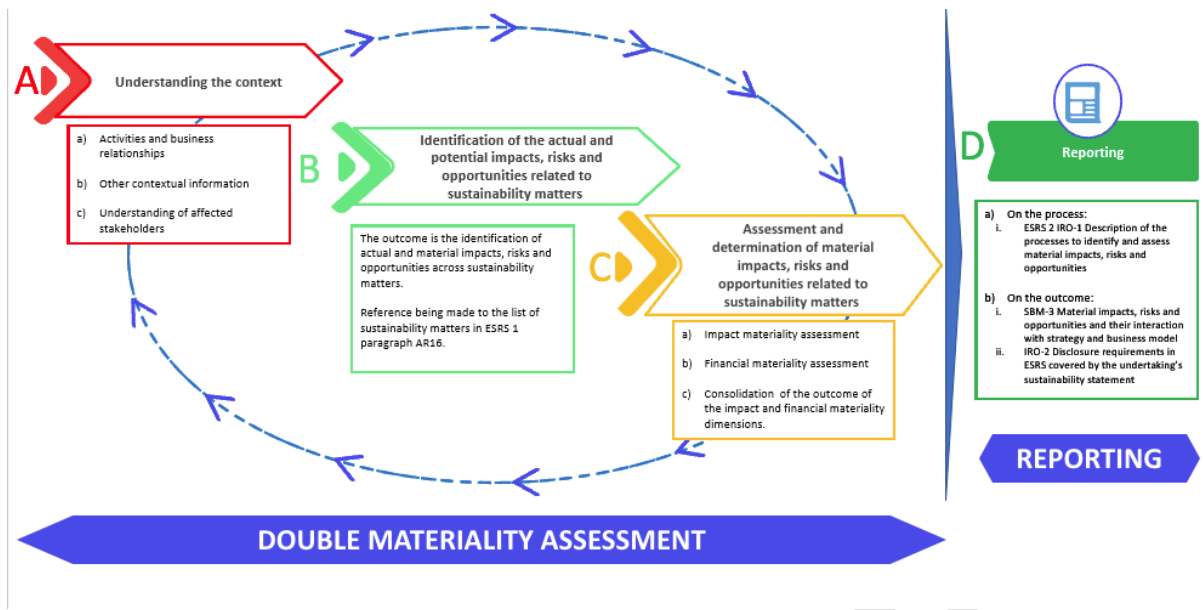 A
Understanding the context
a) Activities and business
relationships
b) Other contextual information
c) Understanding of affected
stakeholders
B
Identification of the actual and
potential impacts, risks and
opportunities related to
sustainability matters
The outcome is the identification of
actual and material impacts, risks and
opportunities across sustainability
matters.
Reference being made to the list of
sustainability matters in ESRS 1
paragraph AR16.
C
Assessment and
determination of material
impacts, risks and
opportunities related to
sustainability matters
a) Impact materiality assessment
b) Financial materiality assessment
c) Consolidation of the outcome of
the impact and financial materiality
dimensions.
D
Reporting
a) On the process:
i. ESRS 2 IRO-1 Description of the
processes to identify and assess
material impacts, risks and
opportunities
b) On the outcome:
i. SBM-3 Material impacts, risks and
opportunities and their interaction
with strategy and business model
ii. IRO-2 Disclosure requirements in
ESRS covered by the undertaking's
sustainability statement
REPORTING
DOUBLE MATERIALITY ASSESSMENT